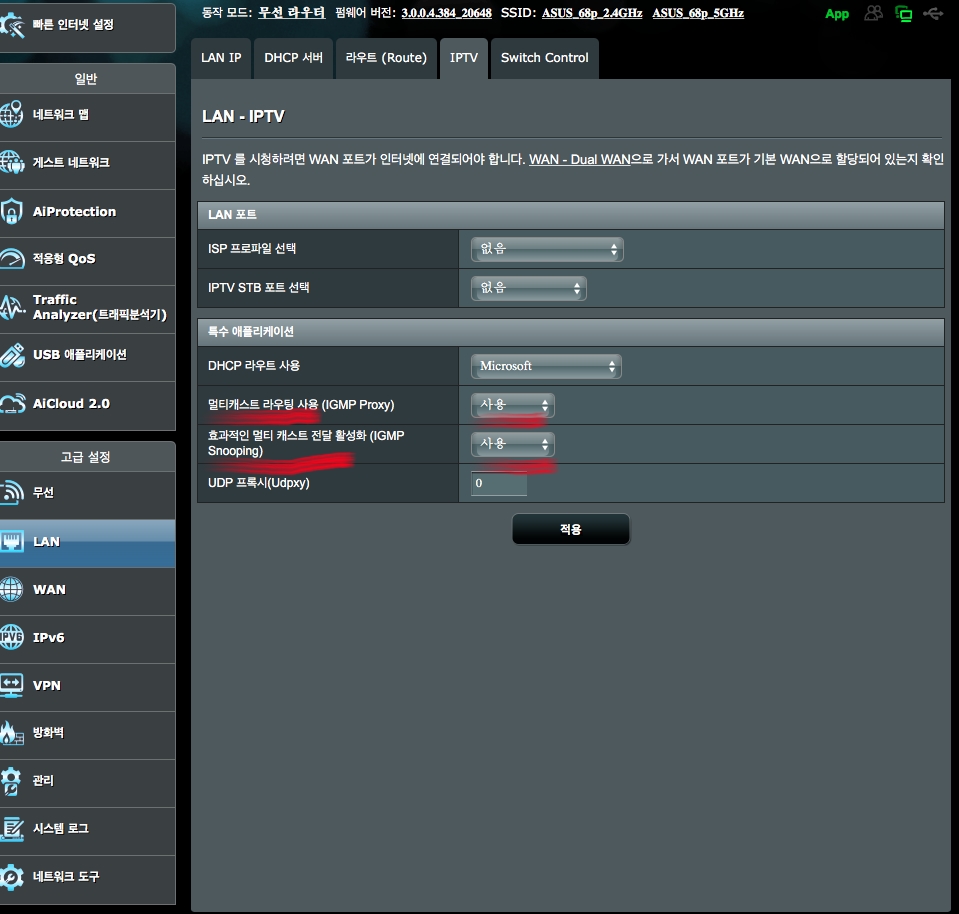 빠른 인터넷 설정
일반
네트워크 맵
게스트 네트워크
AiProtection
적응형 QoS
Traffic
Analyzer(트래픽분석기)
USB 애플리케이션
AiCloud 2.0
고급 설정
무선
LAN
WAN
IPv6
VPN
방화벽
관리
시스템 로그
네트워크 도구
동작 모드: 무선 라우터 펌웨어 버전: 3.0.0.4.384_20648 SSID: ASUS_68p_2.4GHz ASUS_68p_5GHz
App
LAN IP DHCP 서버 라우트 (Route) IPTV Switch Control
LAN - IPTV
IPTV 를 시청하려면 WAN 포트가 인터넷에 연결되어야 합니다. WAN - Dual WAN으로 가서 WAN 포트가 기본 WAN으로 할당되어 있는지 확인
하십시오.
LAN 포트
ISP 프로파일 선택 없음
IPTV STB 포트 선택 없음
특수 애플리케이션
DHCP 라우트 사용 Microsoft
멀티캐스트 라우팅 사용 (IGMP Proxy) 사용
효과적인 멀티 캐스트 전달 활성화 (IGMP
Snooping) 사용
UDP 프록시(Udpxy) 0
적용